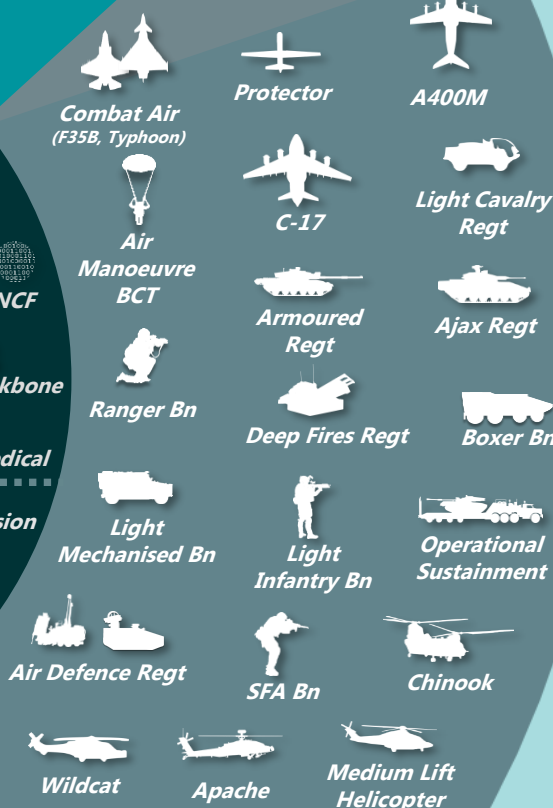 Combat Air
(F35B, Typhoon)
Protector
A400M
Air
Manoeuvre
BCT
C-17
Light Cavalry
Regt
Armoured
Regt
Ajax Regt
Ranger Bn
Deep Fires Regt
Boxer Bn
Light
Mechanised Bn
Light
Infantry Bn
Operational
Sustainment
Air Defence Regt
SFA Bn
Chinook
Wildcat
Apache
Medium Lift
Helicopter
NCF
kbone
dical
sion